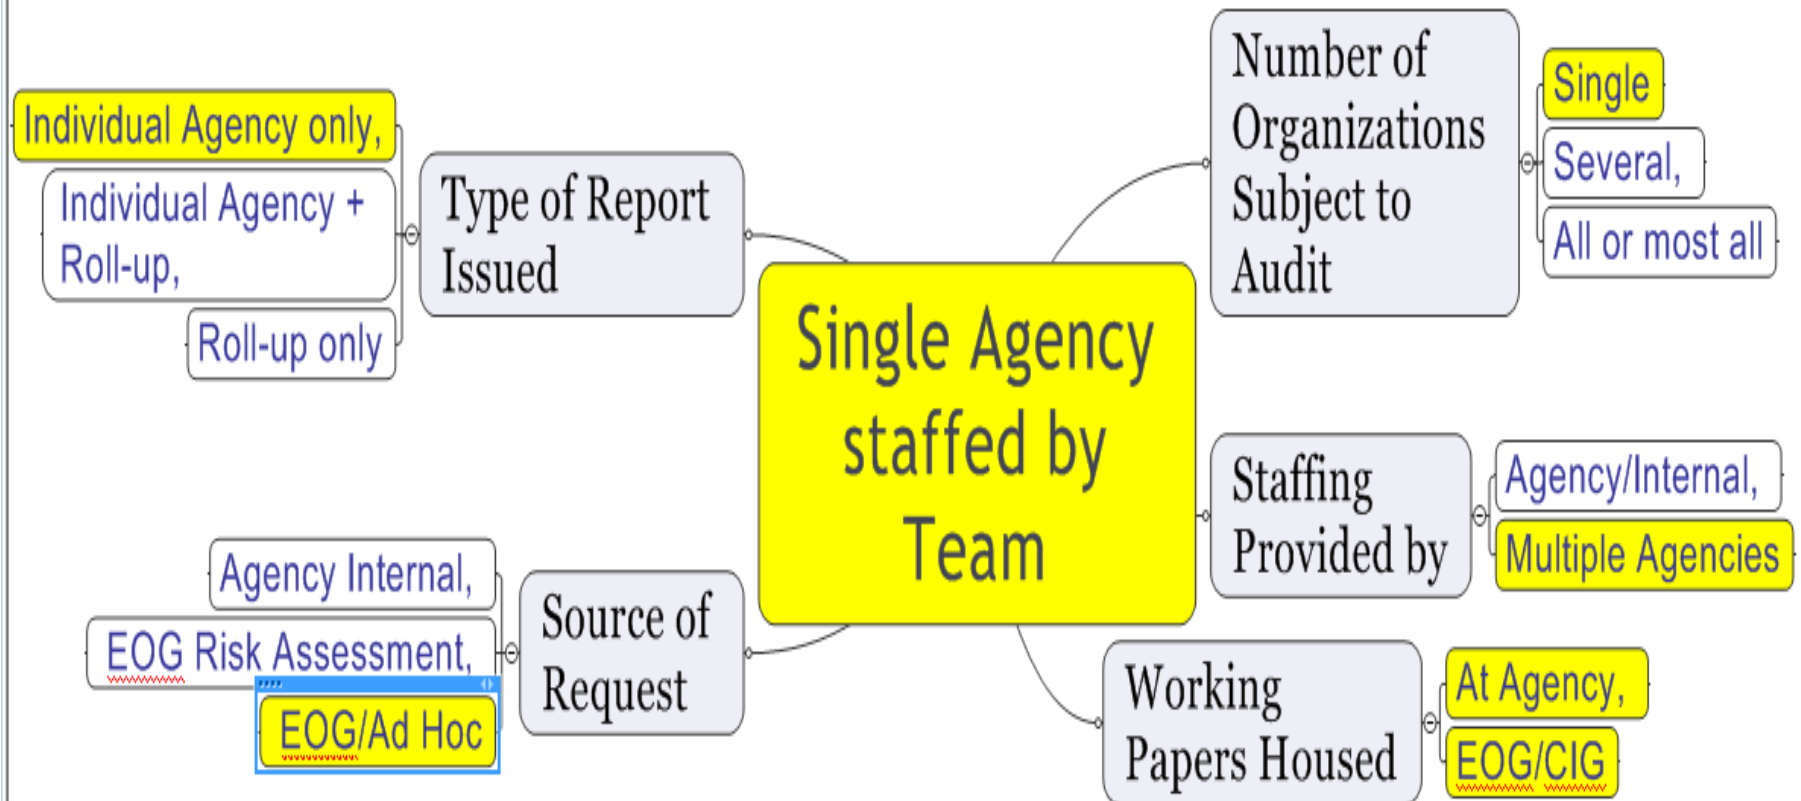 Individual Agency only,
Individual Agency +
Roll-up,
Roll-up only
Type of Report
Issued
Agency Internal,
EOG Risk Assessment,
EOG/Ad Hoc
Source of
Request
Single Agency
staffed by
Team
Number of
Organizations
Subject to
Audit
Single
Several,
All or most all
Staffing
Provided by
Agency/Internal,
Multiple Agencies
Working
Papers Housed
At Agency,
EOG/CIG